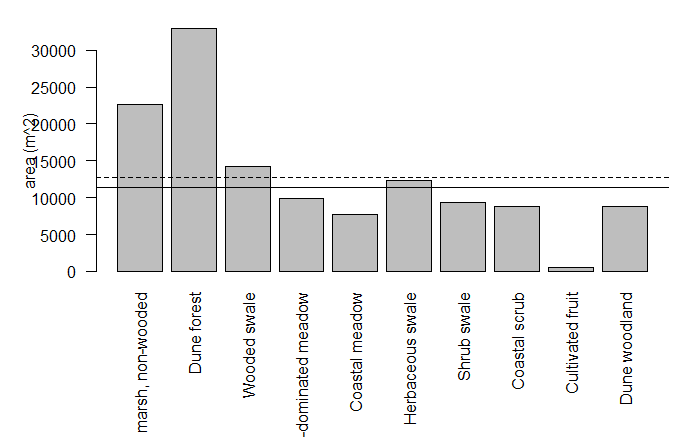 30000
25000
20000
15000
10000
5000
0
area (m^2)
marsh, non-wooded
Dune forest
Wooded swale
-dominated meadow
Coastal meadow
Herbaceous swale
Shrub swale
Coastal scrub
Cultivated fruit
Dune woodland